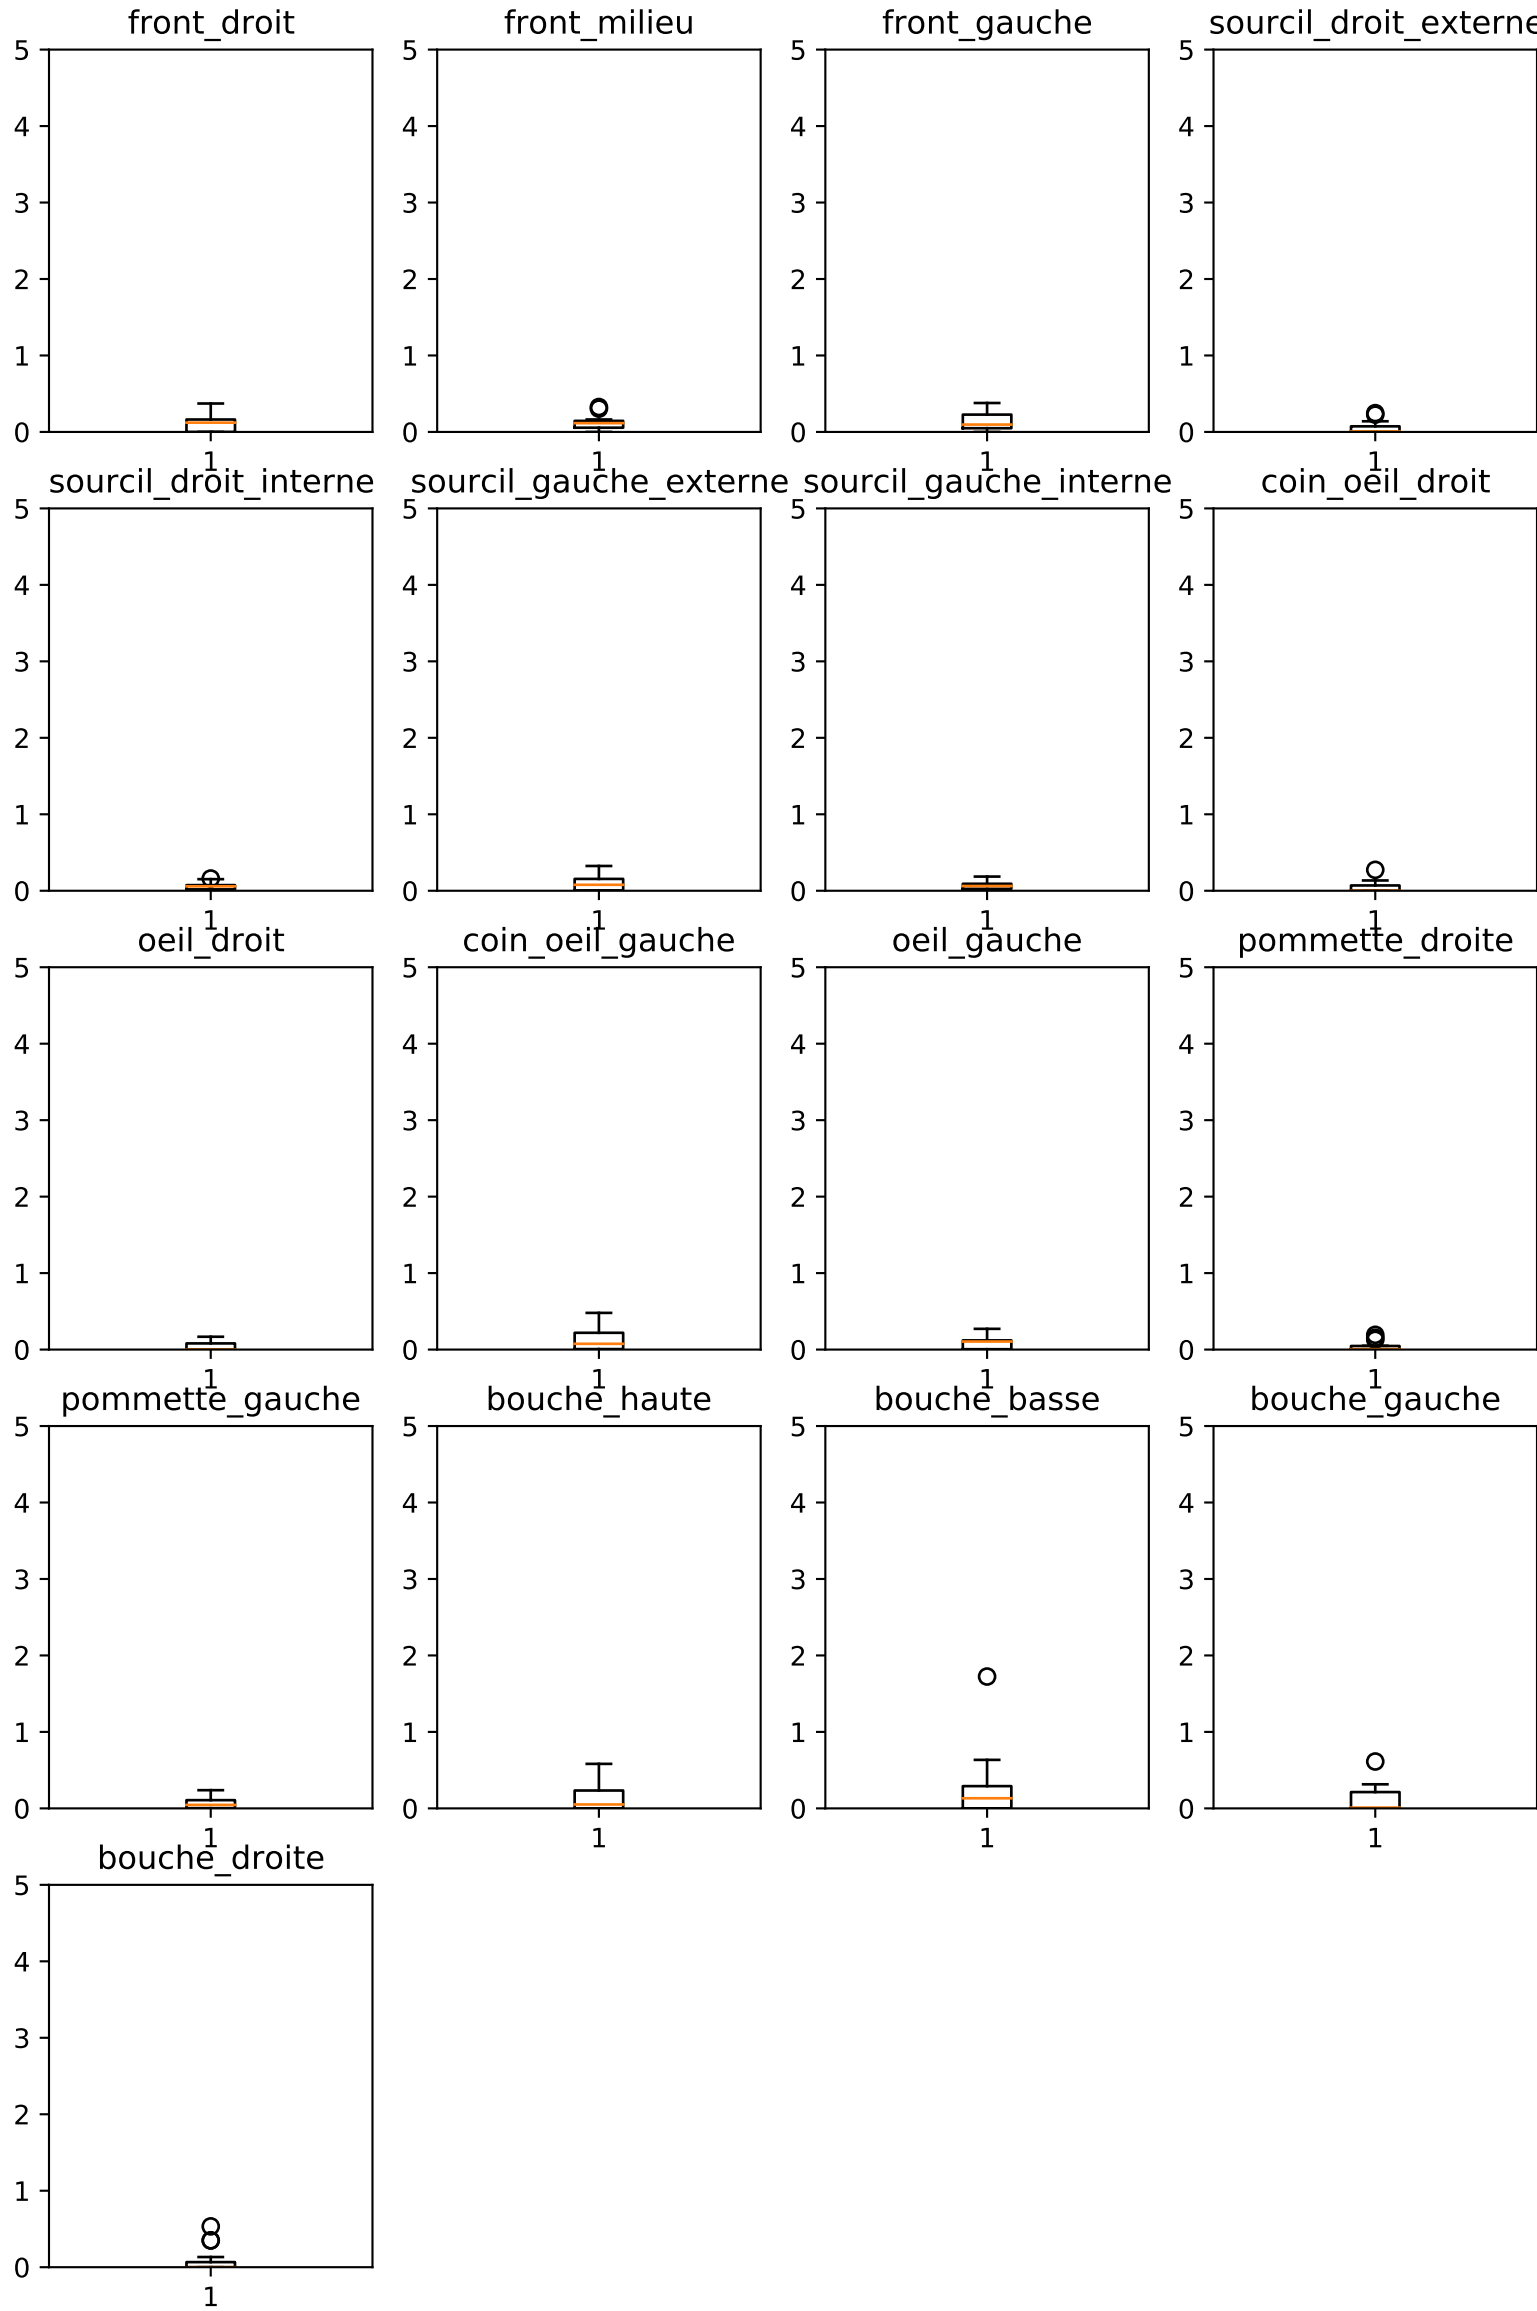 front_droit front_milieu front_gauche sourcil_droit_externe
5 5 5 5
4 4 4 4
3 3 3 3
2 2 2 2
1 1 1 1
0 0 0 0
1 1 1 1
sourcil_droit_interne sourcil_gauche_externe sourcil_gauche_interne coin_oeil_droit
5 5 5 5
4 4 4 4
3 3 3 3
2 2 2 2
1 1 1 1
0 0 0 0
1 1 1 1
oeil_droit coin_oeil_gauche oeil_gauche pommette_droite
5 5 5 5
4 4 4 4
3 3 3 3
2 2 2 2
1 1 1 1
0 0 0 0
1 1 1 1
pommette_gauche bouche_haute bouche_basse bouche_gauche
5 5 5 5
4 4 4 4
3 3 3 3
2 2 2 2
1 1 1 1
0 0 0 0
1 1 1 1
bouche_droite
5
4
3
2
1
0
1